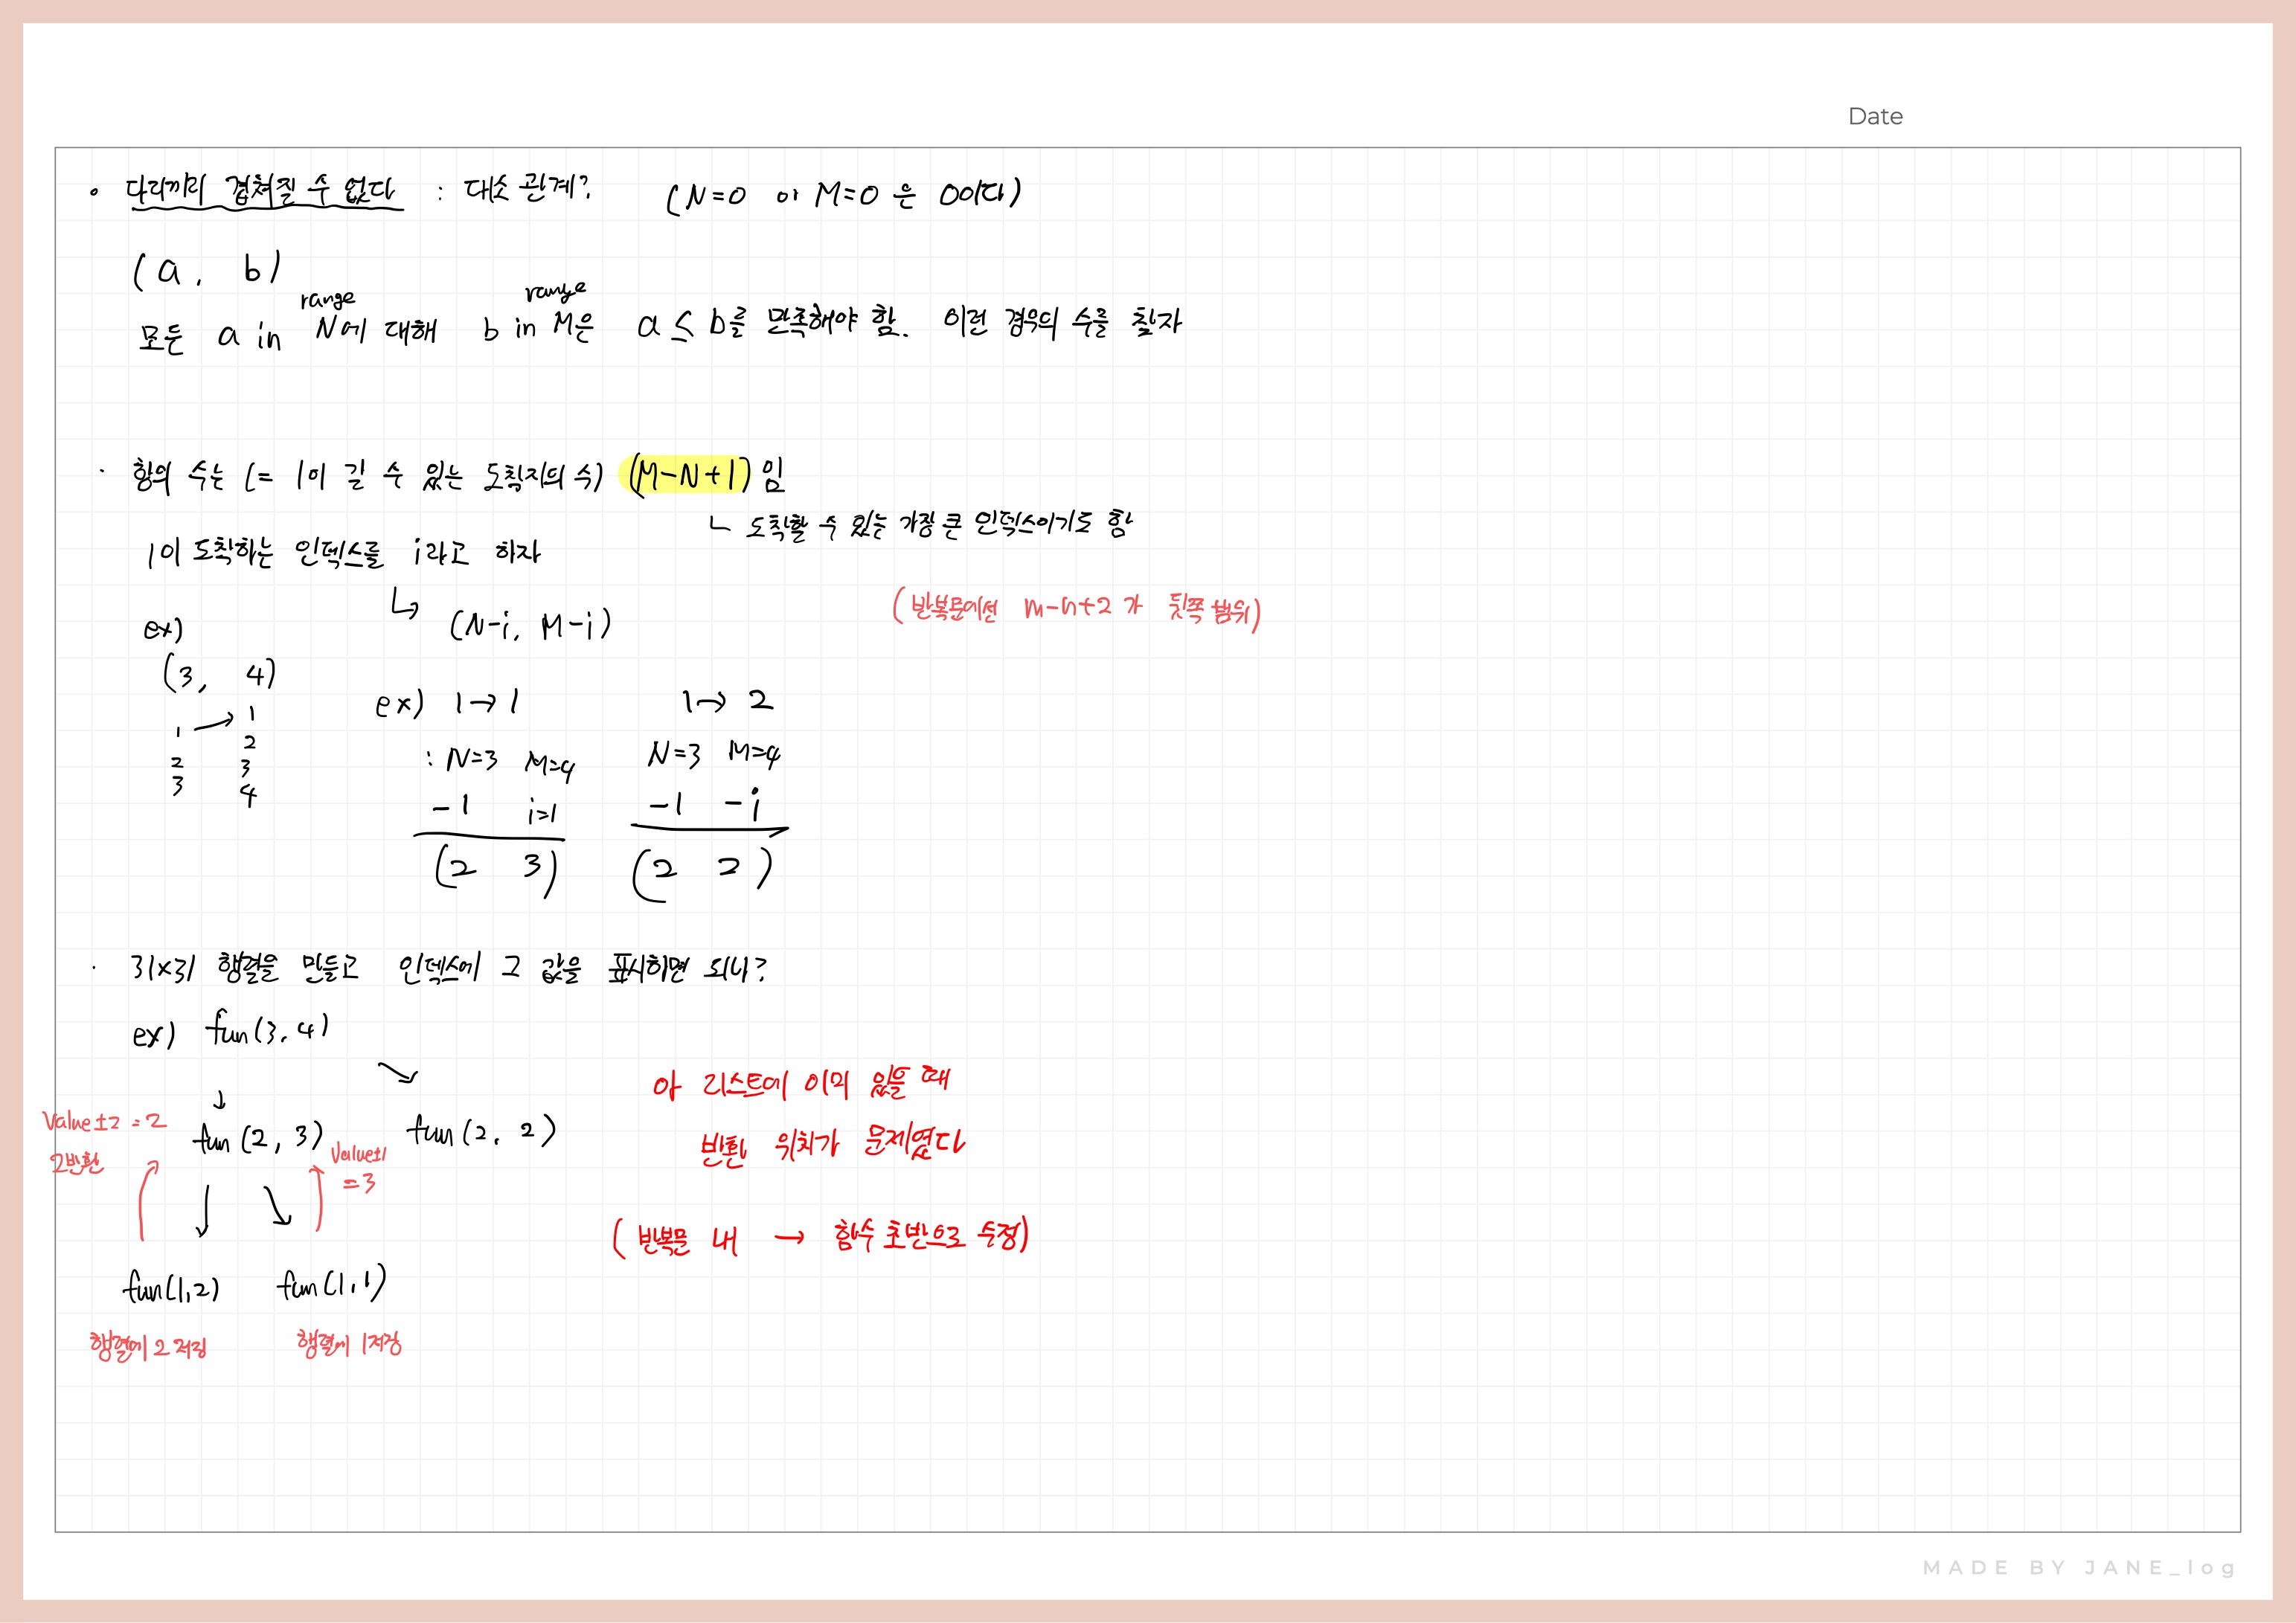 Date
• 다리끼리 겹쳐질 수 없다 : 대소 관계? (N=0 or M=0 은 0이다)
(a, b)
range range
모든 a in N에 대해 b in M은 a ≤ b를 만족해야 함. 이런 경우의 수를 찾자
· 항의 수는 (= 1이 갈 수 있는 도착지의 수) (M-N+1) 임
ㄴ 도착할 수 있는 가장 큰 인덱스이기도 함
1이 도착하는 인덱스를 i라고 하자
(반복문에선 m-n+2 가 뒷쪽 범위)
↳ (N-i, M-i)
ex)
(3, 4)
ex) 1→1 1→2
1 → 1
2
: N=3 M=4 N=3 M=4
2 3
3 4
-1 i=1 -1 -i
(2 3) (2 2)
· 31×31 행렬을 만들고 인덱스에 그 값을 표시하면 되나?
ex) fun(3, 4)
↓ ↘
아 리스트에 이미 있을 때
Value+2 = 2
fun(2, 3) fun(2, 2)
반환 위치가 문제였다
2반환
Value+1
= 3
(반복문 내 → 함수 초반으로 수정)
fun(1,2) fun(1,1)
행렬에 2 저장 행렬에 1저장
MADE BY JANE_log